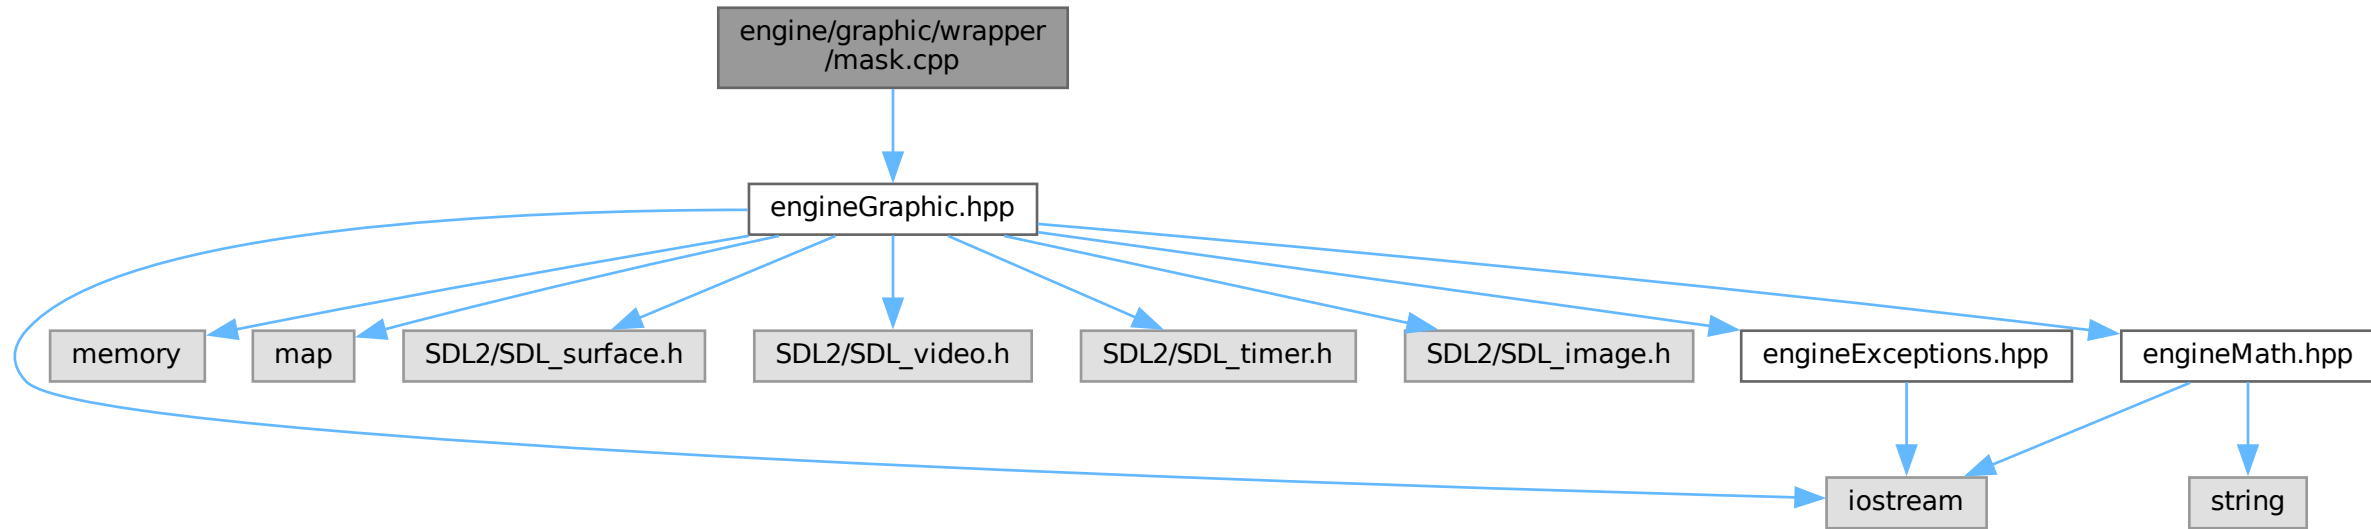 engine/graphic/wrapper
/mask.cpp
engineGraphic.hpp
memory
map
SDL2/SDL_surface.h
SDL2/SDL_video.h
SDL2/SDL_timer.h
SDL2/SDL_image.h
engineExceptions.hpp
engineMath.hpp
iostream
string